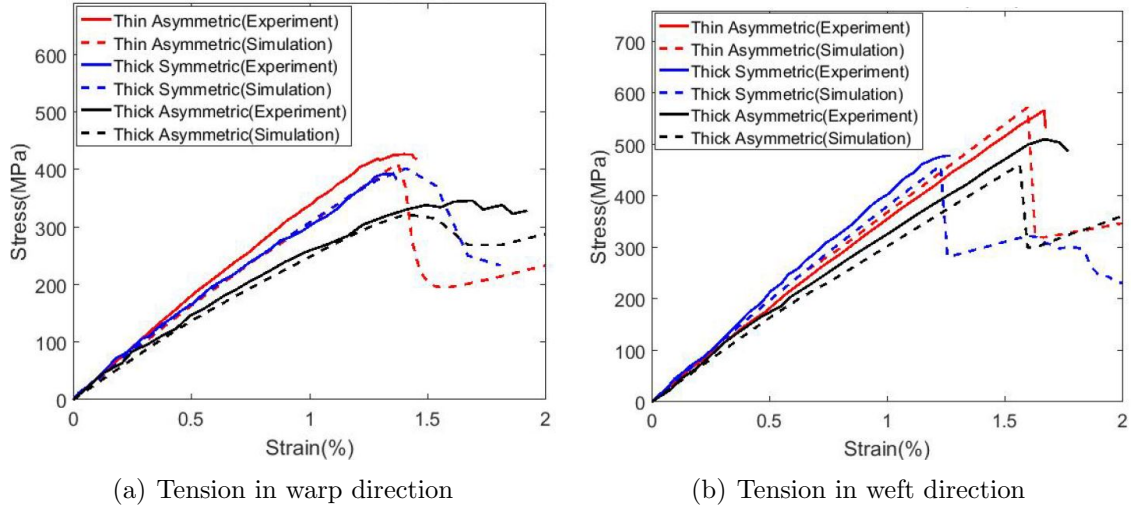 Thin Asymmetric(Experiment)
Thin Asymmetric(Simulation)
Thick Symmetric(Experiment)
Thick Symmetric(Simulation)
Thick Asymmetric(Experiment)
Thick Asymmetric(Simulation)
600
500
400
300
200
100
0
Stress(MPa)
0 0.5 1 1.5 2
Strain(%)
(a) Tension in warp direction
Thin Asymmetric(Experiment)
Thin Asymmetric(Simulation)
Thick Symmetric(Experiment)
Thick Symmetric(Simulation)
Thick Asymmetric(Experiment)
Thick Asymmetric(Simulation)
700
600
500
400
300
200
100
0
Stress(MPa)
0 0.5 1 1.5 2
Strain(%)
(b) Tension in weft direction